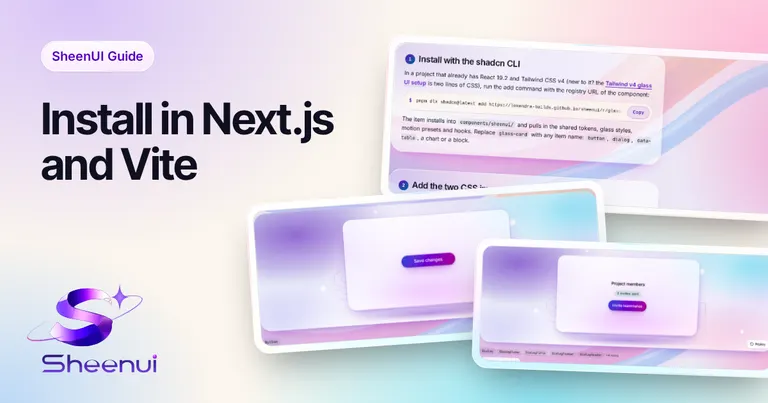 SheenUI Guide
Install in Next.js
and Vite
Sheenui
1 Install with the shadcn CLI
In a project that already has React 19.2 and Tailwind CSS v4 (new to it? the Tailwind v4 glass
UI setup is two lines of CSS), run the add command with the registry URL of the component:
Copy
The item installs into components/sheenui/ and pulls in the shared tokens, glass styles,
motion presets and hooks. Replace glass-card with any item name: button, dialog, data-
table, a chart or a block.
2 Add the two CSS
Save changes
Project members
Invite teammates